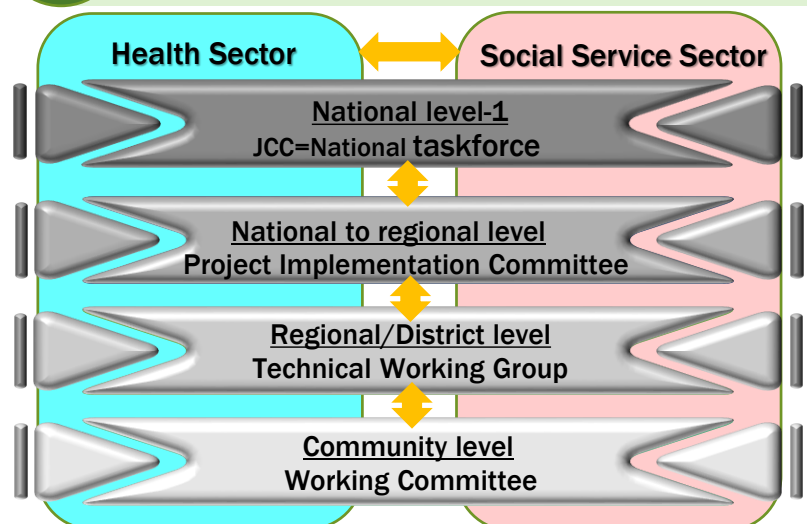 Health Sector
Social Service Sector
National level-1
JCC=National taskforce
National to regional level
Project Implementation Committee
Regional/District level
Technical Working Group
Community level
Working Committee